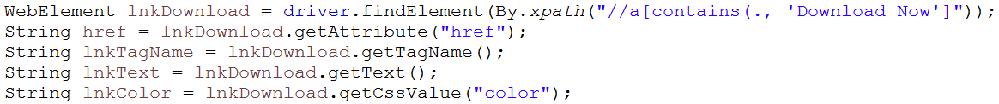 WebElement lnkDownload = driver.findElement(By.xpath("//a[contains(., 'Download Now']"));
String href = lnkDownload.getAttribute("href");
String lnkTagName = lnkDownload.getTagName();
String lnkText = lnkDownload.getText();
String lnkColor = lnkDownload.getCssValue("color");